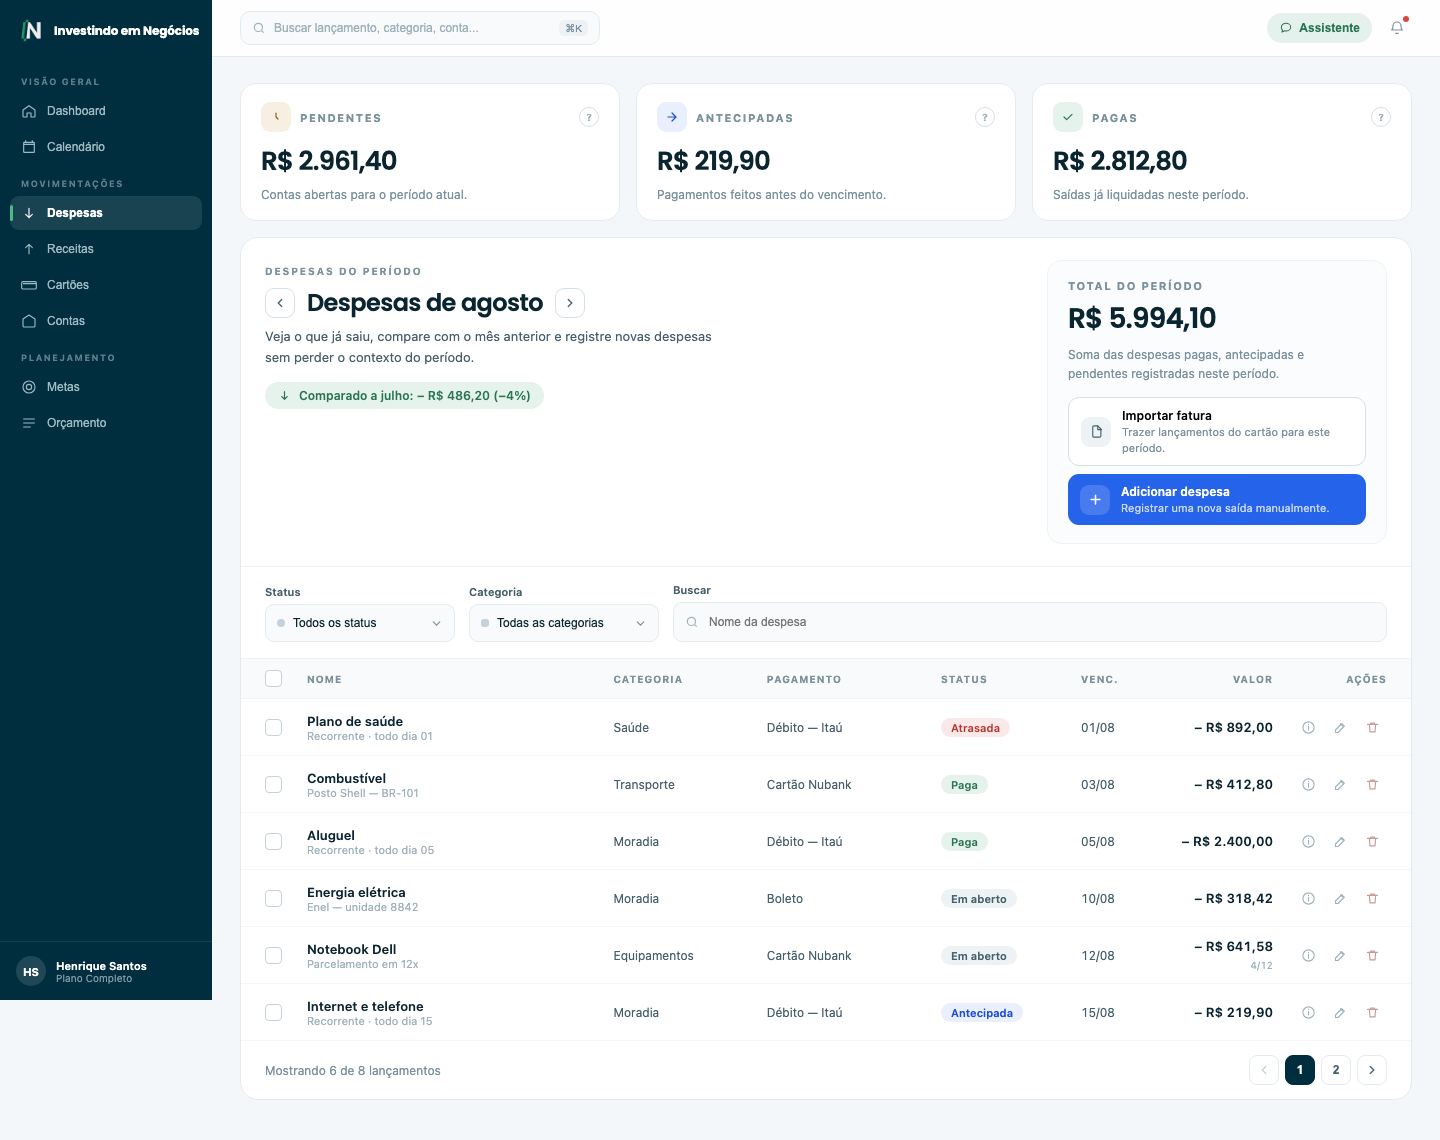 Investindo em Negócios
VISÃO GERAL
Dashboard
Calendário
MOVIMENTAÇÕES
Despesas
Receitas
Cartões
Contas
PLANEJAMENTO
Metas
Orçamento
HS
Henrique Santos
Plano Completo
Buscar lançamento, categoria, conta...
⌘K
Assistente
PENDENTES
?
R$ 2.961,40
Contas abertas para o período atual.
ANTECIPADAS
?
R$ 219,90
Pagamentos feitos antes do vencimento.
PAGAS
?
R$ 2.812,80
Saídas já liquidadas neste período.
DESPESAS DO PERÍODO
Despesas de agosto
Veja o que já saiu, compare com o mês anterior e registre novas despesas
sem perder o contexto do período.
Comparado a julho: – R$ 486,20 (−4%)
TOTAL DO PERÍODO
R$ 5.994,10
Soma das despesas pagas, antecipadas e
pendentes registradas neste período.
Importar fatura
Trazer lançamentos do cartão para este
período.
Adicionar despesa
Registrar uma nova saída manualmente.
Status
Todos os status
Categoria
Todas as categorias
Buscar
Nome da despesa
NOME CATEGORIA PAGAMENTO STATUS VENC. VALOR AÇÕES
Plano de saúde
Recorrente · todo dia 01
Saúde Débito — Itaú Atrasada 01/08 – R$ 892,00
Combustível
Posto Shell — BR-101
Transporte Cartão Nubank Paga 03/08 – R$ 412,80
Aluguel
Recorrente · todo dia 05
Moradia Débito — Itaú Paga 05/08 – R$ 2.400,00
Energia elétrica
Enel — unidade 8842
Moradia Boleto Em aberto 10/08 – R$ 318,42
Notebook Dell
Parcelamento em 12x
Equipamentos Cartão Nubank Em aberto 12/08 – R$ 641,58
4/12
Internet e telefone
Recorrente · todo dia 15
Moradia Débito — Itaú Antecipada 15/08 – R$ 219,90
Mostrando 6 de 8 lançamentos
1 2